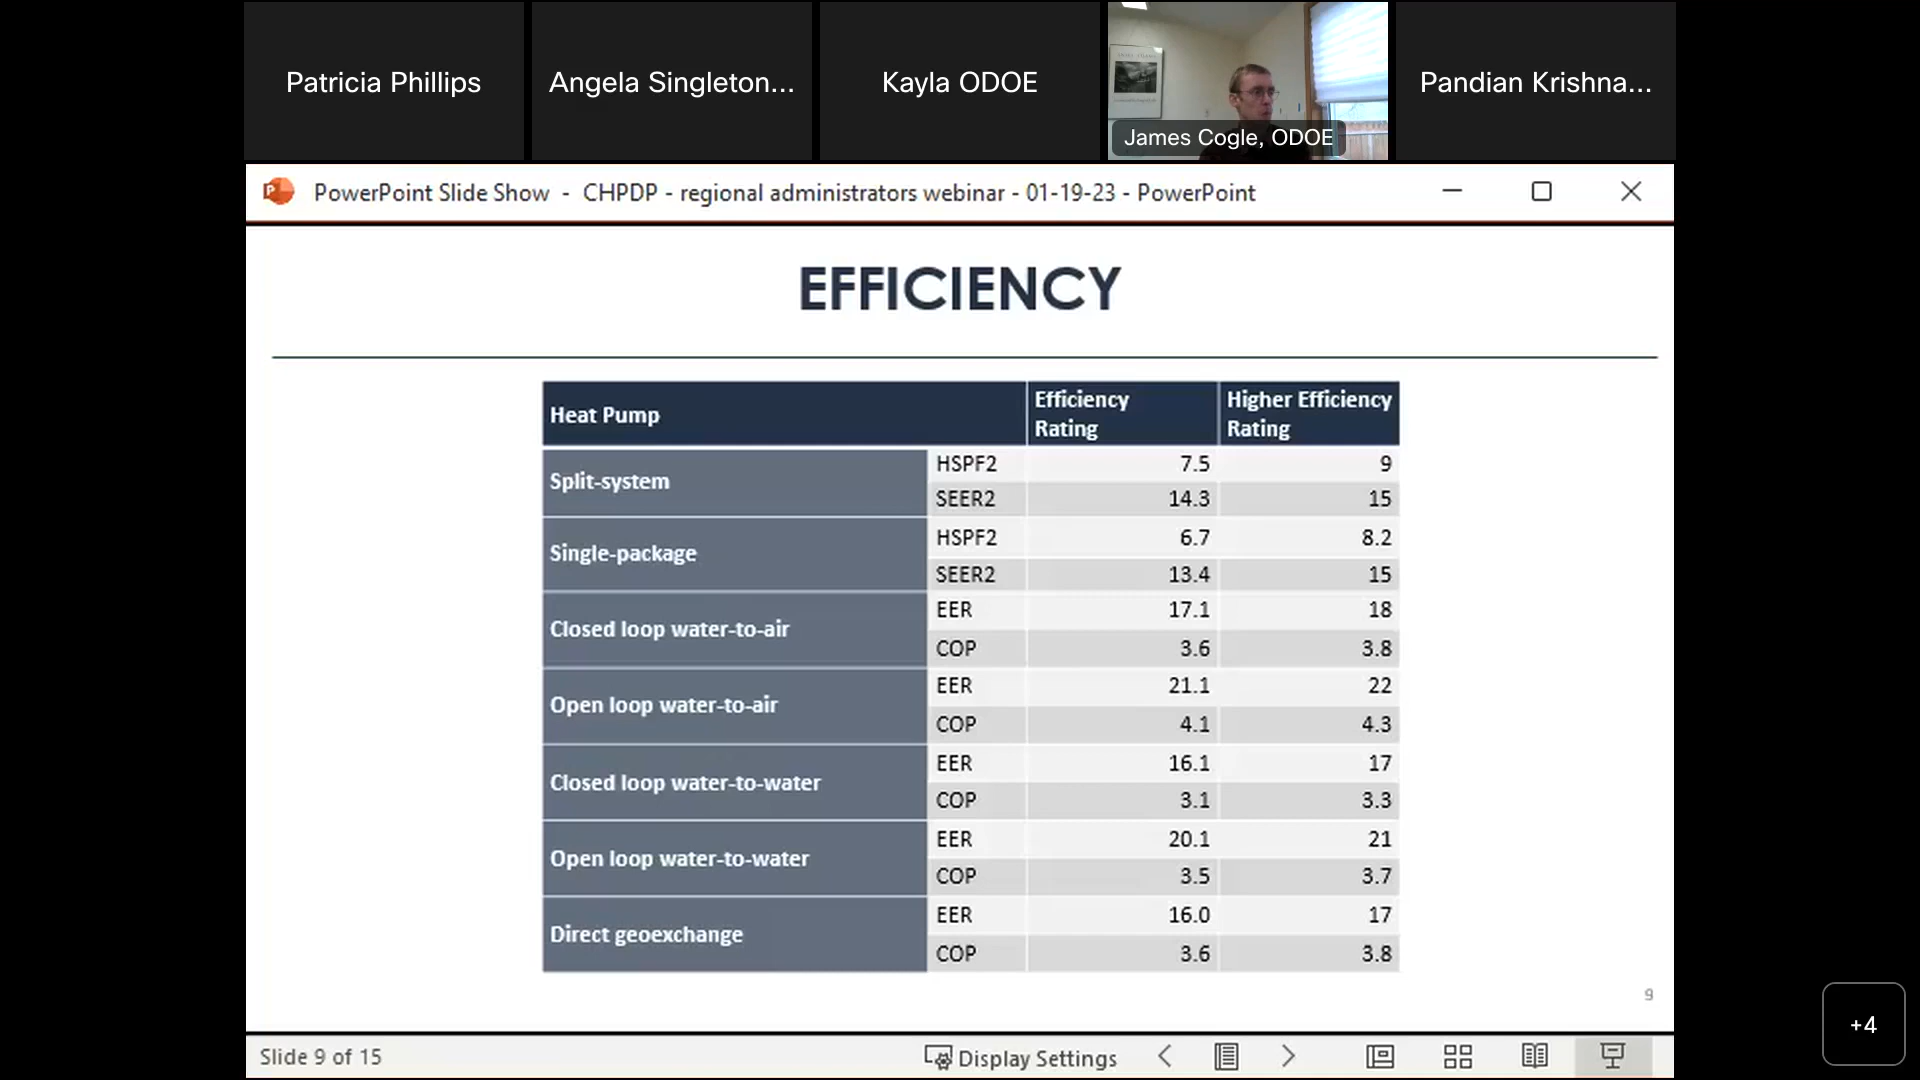 Patricia Phillips
Angela Singleton...
Kayla ODOE
James Cogle, ODOE
Pandian Krishna...
PowerPoint Slide Show - CHPDP - regional administrators webinar - 01-19-23 - PowerPoint
EFFICIENCY
Heat Pump
Efficiency
Rating
Higher Efficiency
Rating
Split-system
HSPF2 7.5 9
SEER2 14.3 15
Single-package
HSPF2 6.7 8.2
SEER2 13.4 15
Closed loop water-to-air
EER 17.1 18
COP 3.6 3.8
Open loop water-to-air
EER 21.1 22
COP 4.1 4.3
Closed loop water-to-water
EER 16.1 17
COP 3.1 3.3
Open loop water-to-water
EER 20.1 21
COP 3.5 3.7
Direct geoexchange
EER 16.0 17
COP 3.6 3.8
9
+4
Slide 9 of 15
Display Settings